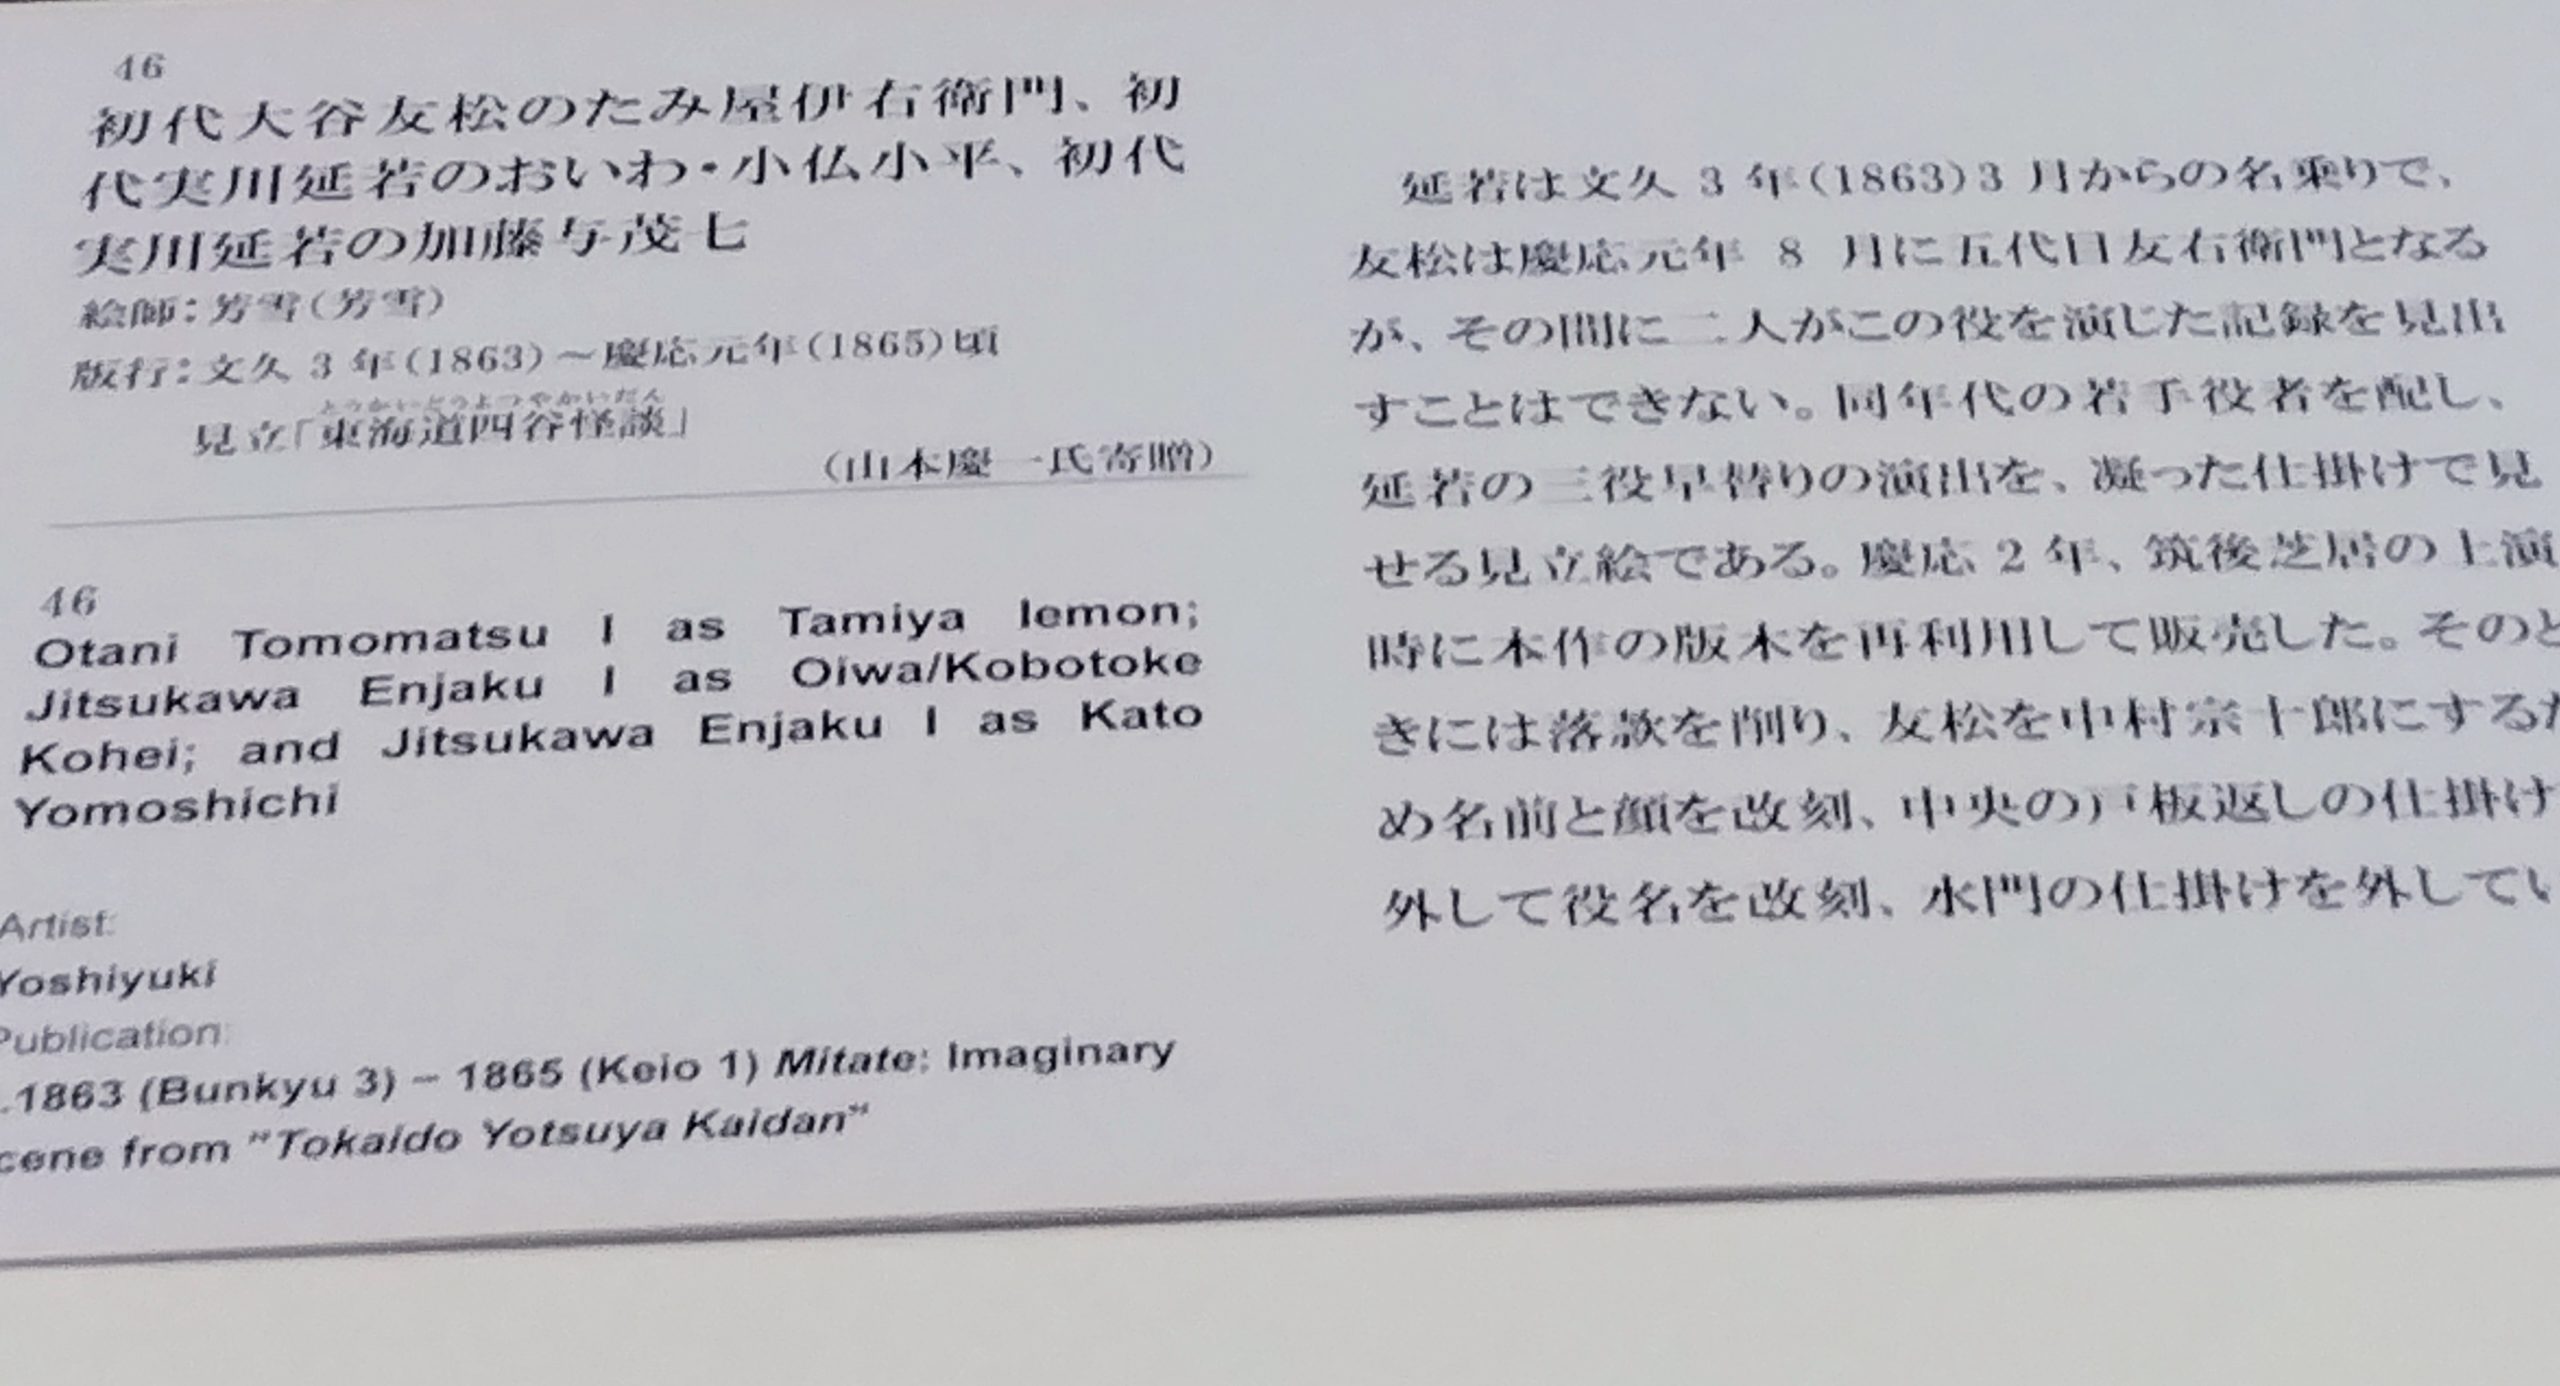 46
初代大谷友松のたみ屋伊右衛門、初
代実川延若のおいわ・小仏小平、初代
実川延若の加藤与茂七
絵師：芳雪（芳雪）
版行：文久 3 年（1863）～慶応元年（1865）頃
とうかいどうよつやかいだん
見立「東海道四谷怪談」
（山本慶一氏寄贈）
46
Otani Tomomatsu I as Tamiya Iemon;
Jitsukawa Enjaku I as Oiwa/Kobotoke
Kohei; and Jitsukawa Enjaku I as Kato
Yomoshichi
Artist:
Yoshiyuki
Publication:
.1863 (Bunkyu 3) – 1865 (Keio 1) Mitate: Imaginary
cene from "Tokaido Yotsuya Kaidan"
延若は文久 3 年（1863）3 月からの名乗りで、
友松は慶応元年 8 月に五代目友右衛門となる
が、その間に二人がこの役を演じた記録を見出
すことはできない。同年代の若手役者を配し、
延若の三役早替りの演出を、凝った仕掛けで見
せる見立絵である。慶応 2 年、筑後芝居の上演
時に本作の版木を再利用して販売した。そのと
きには落款を削り、友松を中村宗十郎にするた
め名前と顔を改刻、中央の戸板返しの仕掛け
外して役名を改刻、水門の仕掛けを外してい